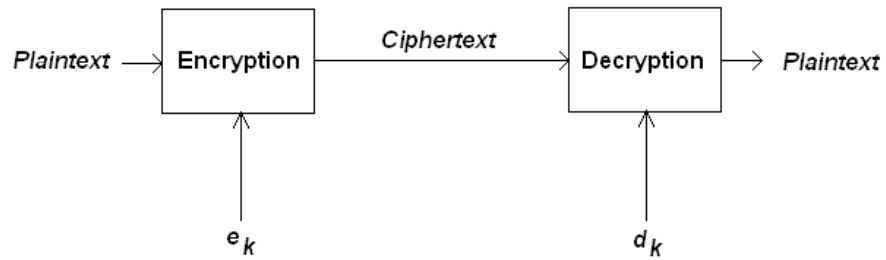 Ciphertext
Plaintext Encryption Decryption Plaintext
e_k d_k